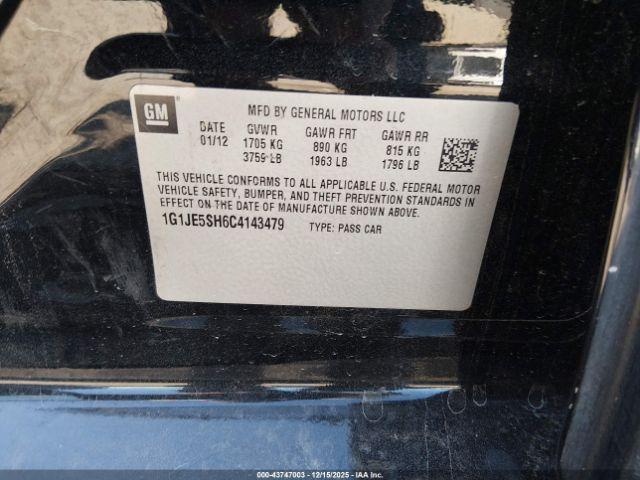 GM
MFD BY GENERAL MOTORS LLC
DATE GVWR GAWR FRT GAWR RR
01/12 1705 KG 890 KG 815 KG
3759 LB 1963 LB 1796 LB
THIS VEHICLE CONFORMS TO ALL APPLICABLE U.S. FEDERAL MOTOR
VEHICLE SAFETY, BUMPER, AND THEFT PREVENTION STANDARDS
IN EFFECT ON THE DATE OF MANUFACTURE SHOWN ABOVE.
1G1JE5SH6C4143479 TYPE: PASS CAR
000-43747003 - 12/15/2025 - IAAI.COM